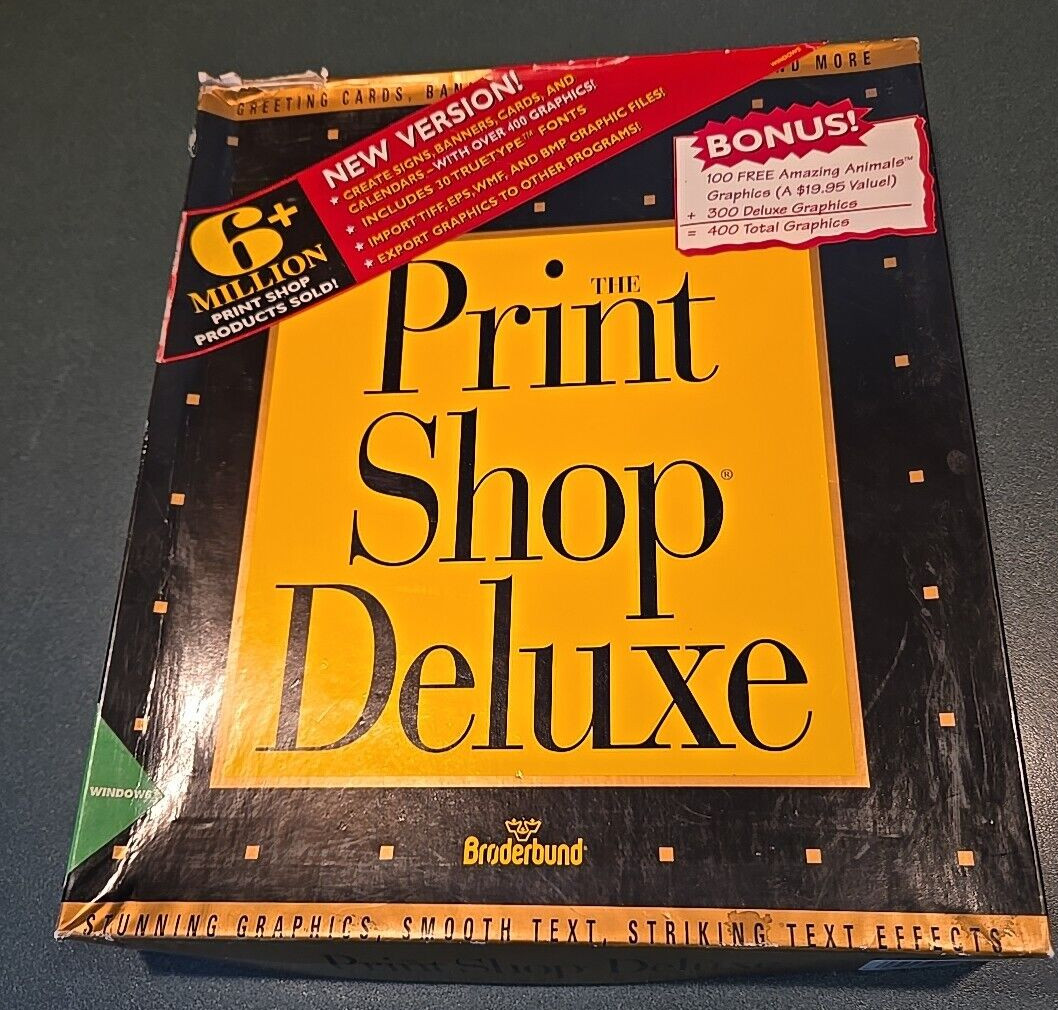 GREETING CARDS, BAN
D MORE
WINDOWS
NEW VERSION!
★ CREATE SIGNS, BANNERS, CARDS, AND
CALENDARS–WITH OVER 400 GRAPHICS!
★ INCLUDES 30 TRUETYPE™ FONTS
★ IMPORT TIFF, EPS, WMF, AND BMP GRAPHIC FILES!
★ EXPORT GRAPHICS TO OTHER PROGRAMS!
6+
MILLION
PRINT SHOP
PRODUCTS SOLD!
BONUS!
100 FREE Amazing Animals™
Graphics (A $19.95 Value!)
+ 300 Deluxe Graphics
= 400 Total Graphics
THE
Print
Shop®
Deluxe
WINDOWS
Brøderbund
STUNNING GRAPHICS, SMOOTH TEXT, STRIKING TEXT EFFECTS
Print Shop Deluxe